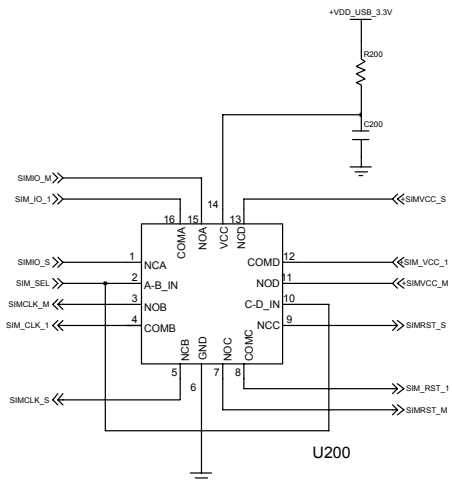 +VDD_USB_3.3V
R200
C200
SIMIO_M
SIM_IO_1
14
16
15
13
+SIMVCC_S
COMA
NOA
VCC
NCD
SIMIO_S
1
NCA
COMD
12
+SIM_VCC_1
SIM_SEL
2
A-B_IN
NOD
11
+SIMVCC_M
SIMCLK_M
3
NOB
C-D_IN
10
SIM_CLK_1
4
COMB
NCC
9
SIMRST_S
NCB
GND
NOC
COMC
5
6
7
8
SIM_RST_1
SIMCLK_S
SIMRST_M
U200